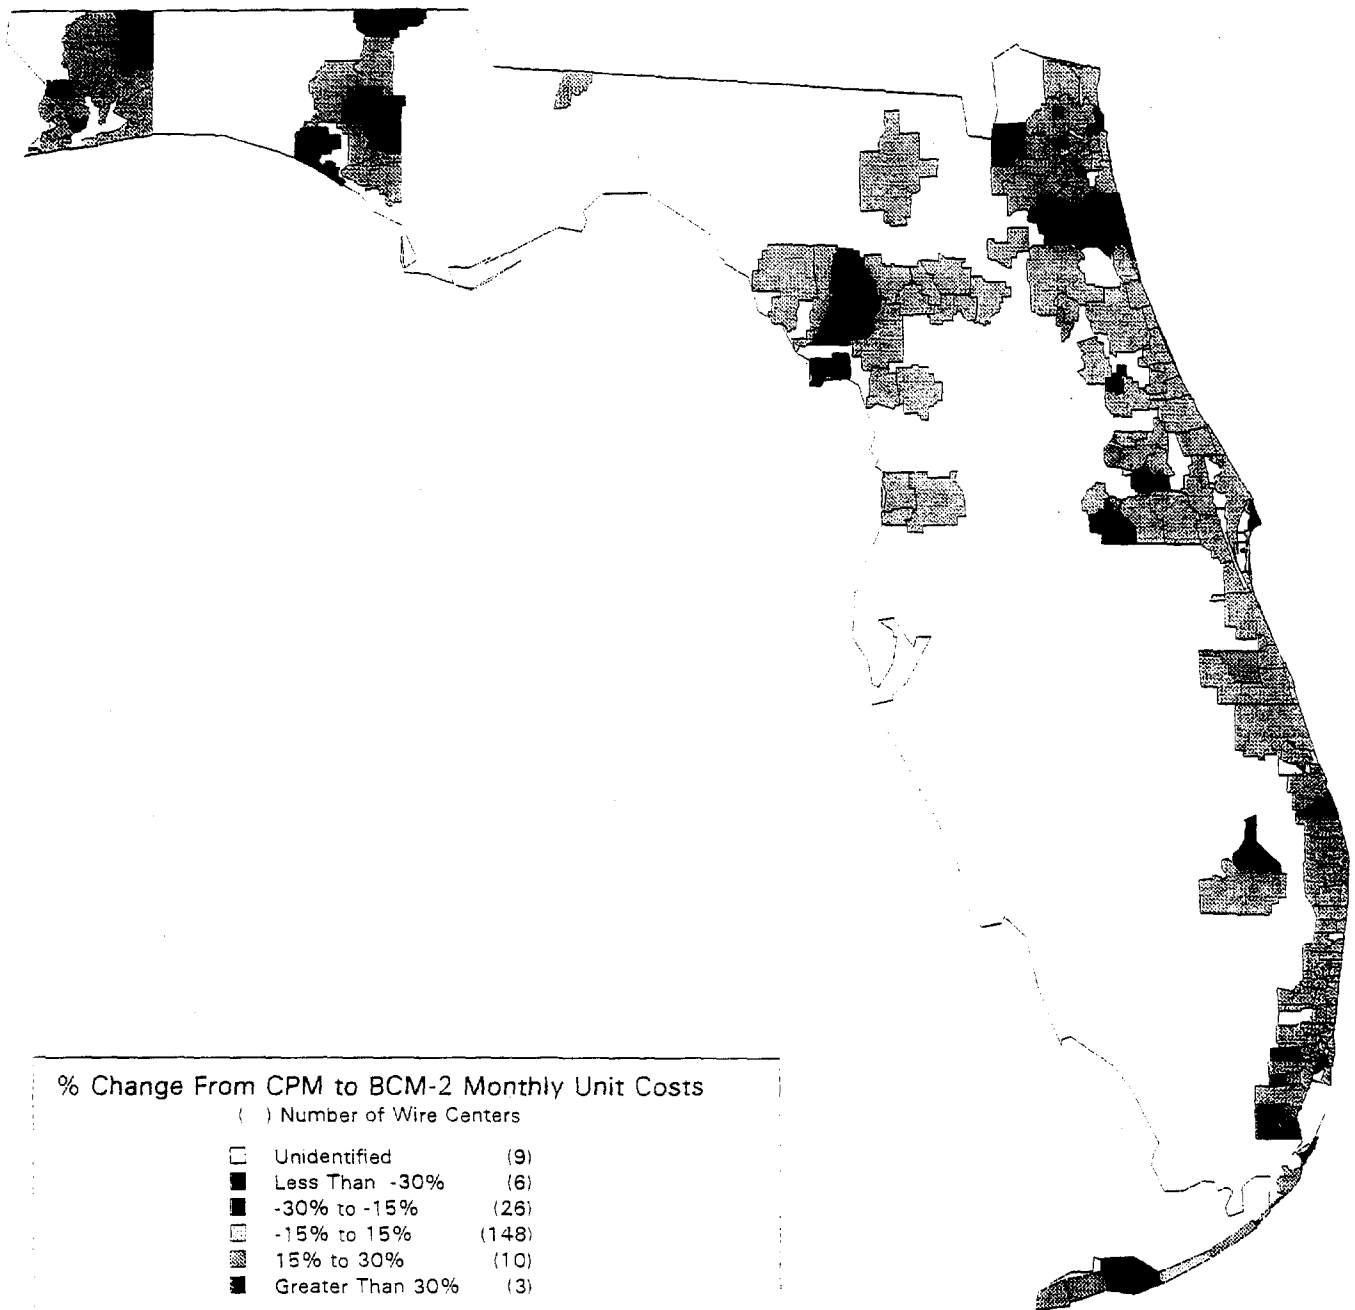 % Change From CPM to BCM-2 Monthly Unit Costs
( ) Number of Wire Centers
Unidentified (9)
Less Than -30% (6)
-30% to -15% (26)
-15% to 15% (148)
15% to 30% (10)
Greater Than 30% (3)